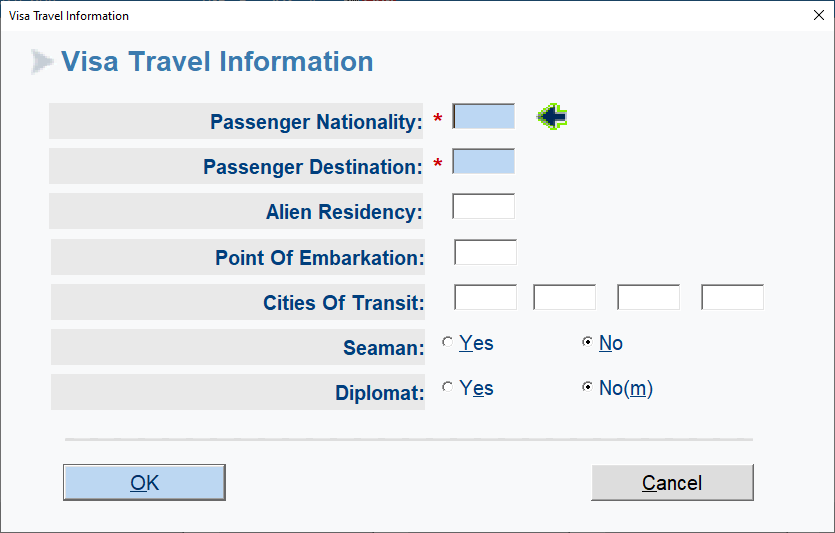 Visa Travel Information
Visa Travel Information
Passenger Nationality: *
Passenger Destination: *
Alien Residency:
Point Of Embarkation:
Cities Of Transit:
Seaman: Yes No
Diplomat: Yes No(m)
OK Cancel